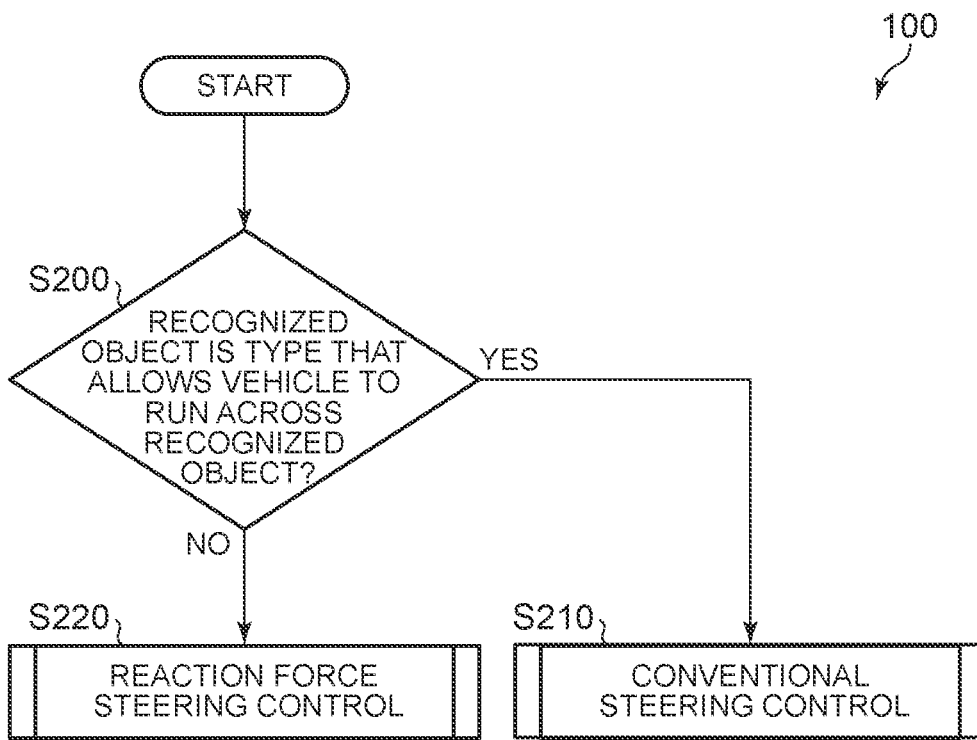 100
START
S200
RECOGNIZED
OBJECT IS TYPE THAT
ALLOWS VEHICLE TO
RUN ACROSS
RECOGNIZED
OBJECT?
YES
NO
S220
REACTION FORCE
STEERING CONTROL
S210
CONVENTIONAL
STEERING CONTROL